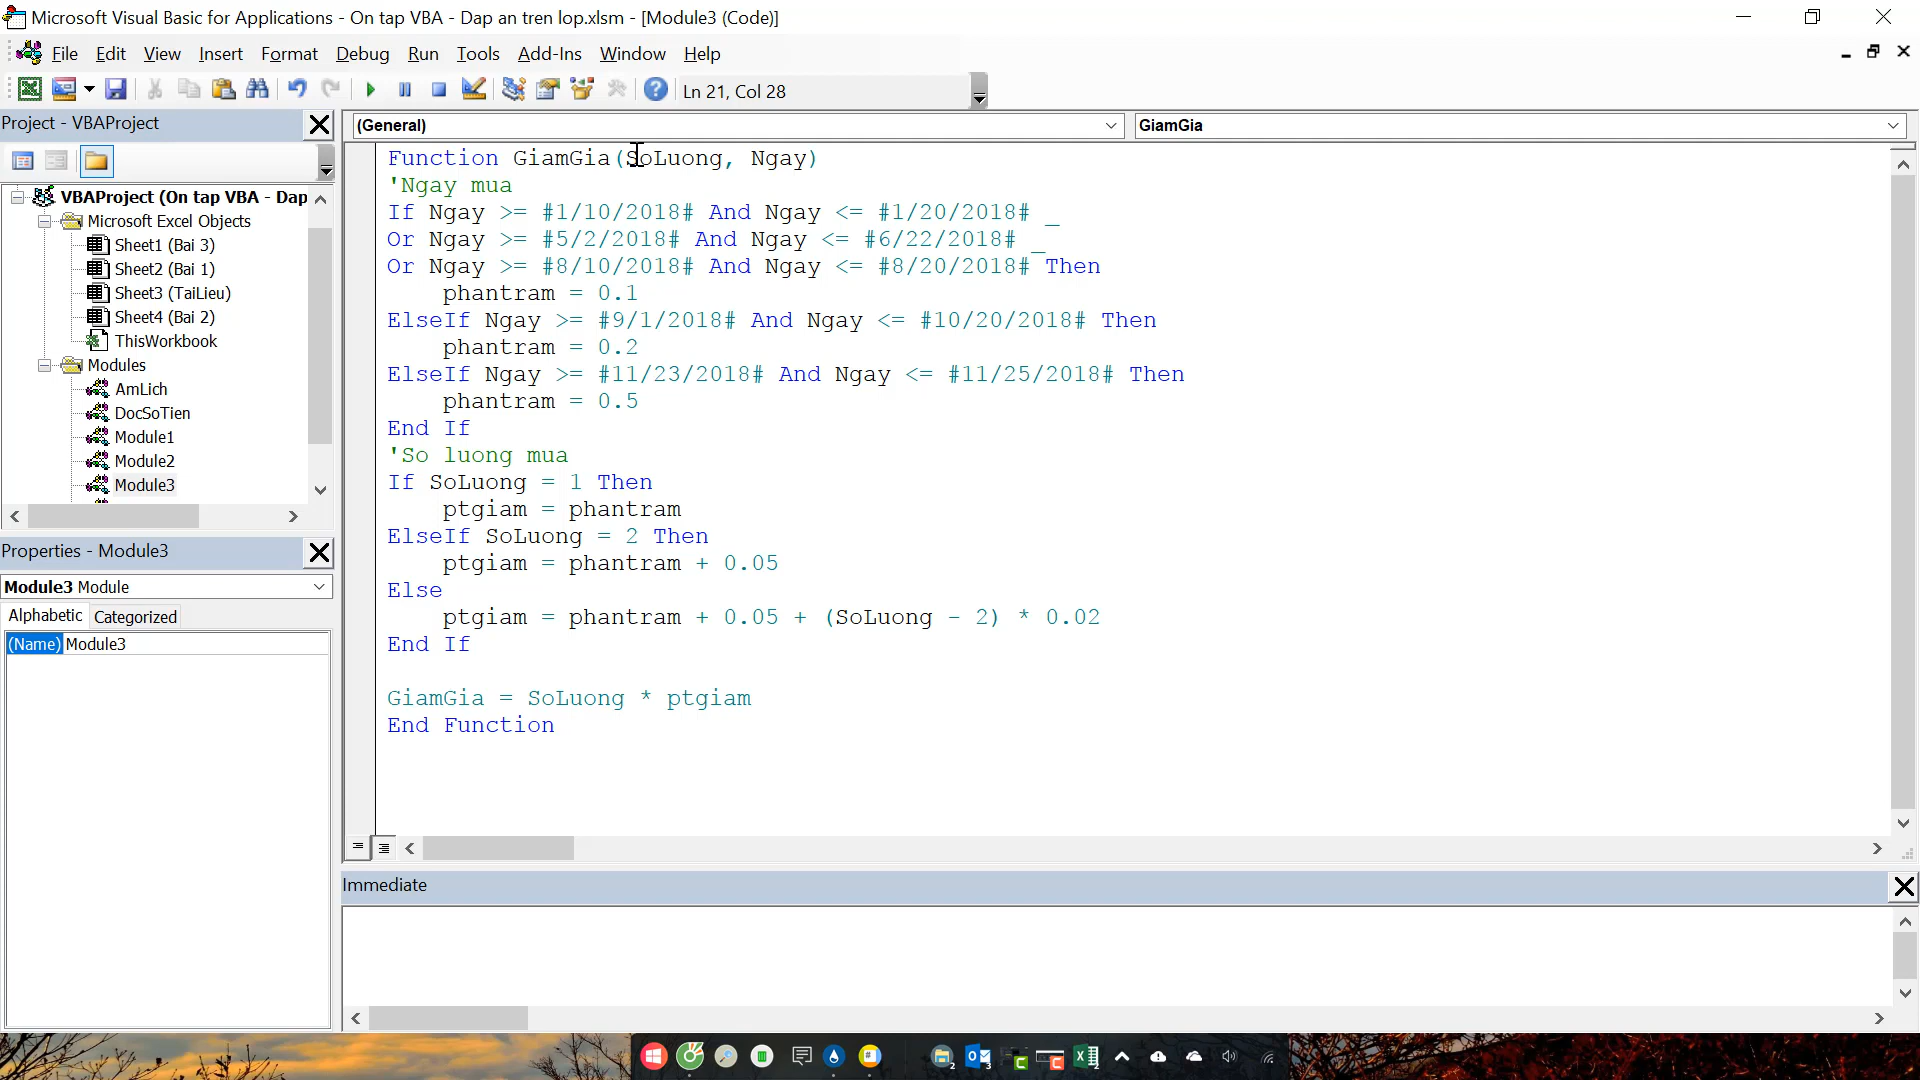 Microsoft Visual Basic for Applications - On tap VBA - Dap an tren lop.xlsm - [Module3 (Code)]
File Edit View Insert Format Debug Run Tools Add-Ins Window Help
Ln 21, Col 28
Project - VBAProject
VBAProject (On tap VBA - Dap
Microsoft Excel Objects
Sheet1 (Bai 3)
Sheet2 (Bai 1)
Sheet3 (TaiLieu)
Sheet4 (Bai 2)
ThisWorkbook
Modules
AmLich
DocSoTien
Module1
Module2
Module3
Properties - Module3
Module3 Module
Alphabetic Categorized
(Name) Module3
(General) GiamGia
Function GiamGia(SoLuong, Ngay)
'Ngay mua
If Ngay >= #1/10/2018# And Ngay <= #1/20/2018# _
Or Ngay >= #5/2/2018# And Ngay <= #6/22/2018# _
Or Ngay >= #8/10/2018# And Ngay <= #8/20/2018# Then
phantram = 0.1
ElseIf Ngay >= #9/1/2018# And Ngay <= #10/20/2018# Then
phantram = 0.2
ElseIf Ngay >= #11/23/2018# And Ngay <= #11/25/2018# Then
phantram = 0.5
End If
'So luong mua
If SoLuong = 1 Then
ptgiam = phantram
ElseIf SoLuong = 2 Then
ptgiam = phantram + 0.05
Else
ptgiam = phantram + 0.05 + (SoLuong - 2) * 0.02
End If
GiamGia = SoLuong * ptgiam
End Function
Immediate